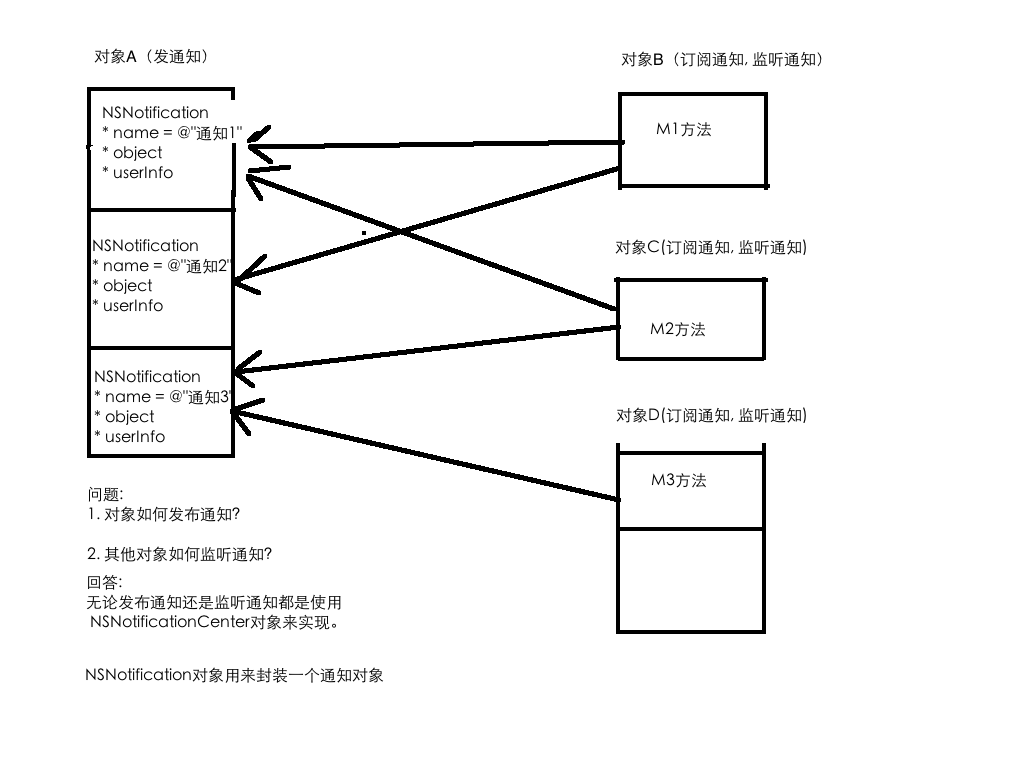 对象A（发通知）
NSNotification
* name = @"通知1"
* object
* userInfo
NSNotification
* name = @"通知2"
* object
* userInfo
NSNotification
* name = @"通知3"
* object
* userInfo
对象B（订阅通知, 监听通知）
M1方法
对象C(订阅通知, 监听通知)
M2方法
对象D(订阅通知, 监听通知)
M3方法
问题:
1. 对象如何发布通知?
2. 其他对象如何监听通知?
回答:
无论发布通知还是监听通知都是使用
NSNotificationCenter对象来实现。
NSNotification对象用来封装一个通知对象